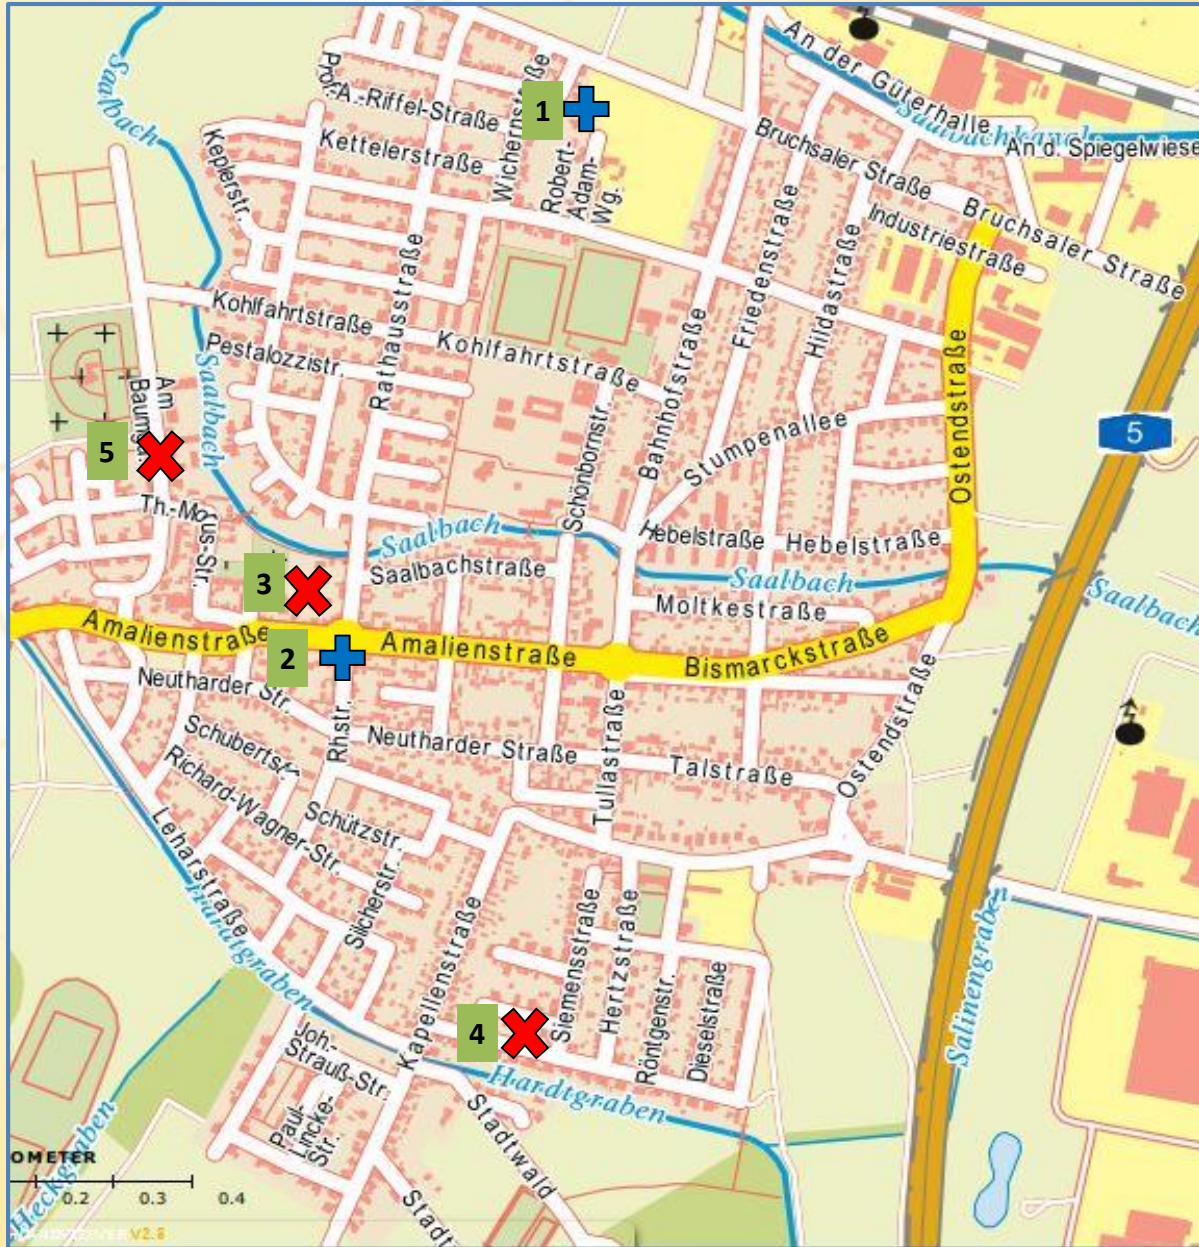 Saalbach
Prof.-A.-Riffel-Straße
Wichernstraße
1
An der Güterhalle
Saalbachkanal
An d. Spiegelwiese
Keplerstr.
Kettelerstraße
Robert-
Adam-
Wg.
Bruchsaler Straße
Bruchsaler Straße
Industriestraße
Rathausstraße
Friedenstraße
Hildastraße
Kohlfahrtstraße
Kohlfahrtstraße
Pestalozzistr.
Saalbach
Am
Bahnhofstraße
Ostendstraße
5
Stumpenallee
Schönbornstr.
5
Th.-Morus-Str.
Saalbach
Hebelstraße
Hebelstraße
3
Saalbachstraße
Saalbach
Saalbach
Moltkestraße
Amalienstraße
Amalienstraße
Bismarckstraße
2
Neutharder Str.
Rhstr.
Neutharder Straße
Tullastraße
Talstraße
Ostendstraße
Richard-Wagner-Str.
Schützstr.
Leharstraße
Hardtgraben
Silcherstr.
Kapellenstraße
Siemensstraße
Hertzstraße
Röntgenstr.
Dieselstraße
Salinengraben
4
Joh.-
Strauß-Str.
Hardtgraben
Paul-
Lincke-
Str.
Stadtwald
Heckgraben
OMETER
0.2
0.3
0.4
V2.6